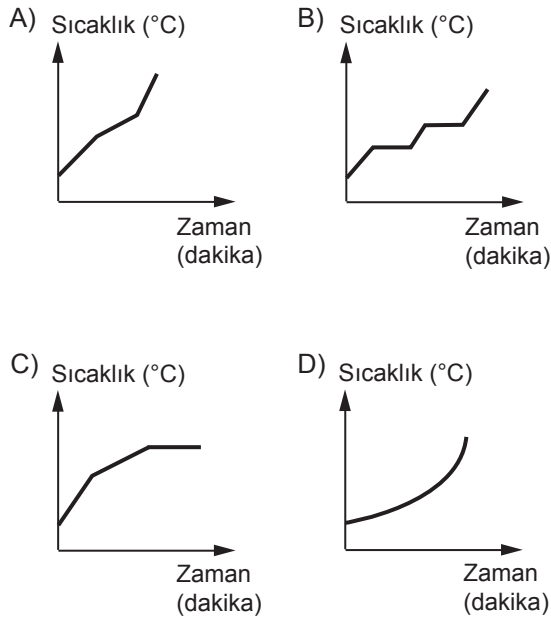 A) Sıcaklık (°C)
Zaman
(dakika)
B) Sıcaklık (°C)
Zaman
(dakika)
C) Sıcaklık (°C)
Zaman
(dakika)
D) Sıcaklık (°C)
Zaman
(dakika)